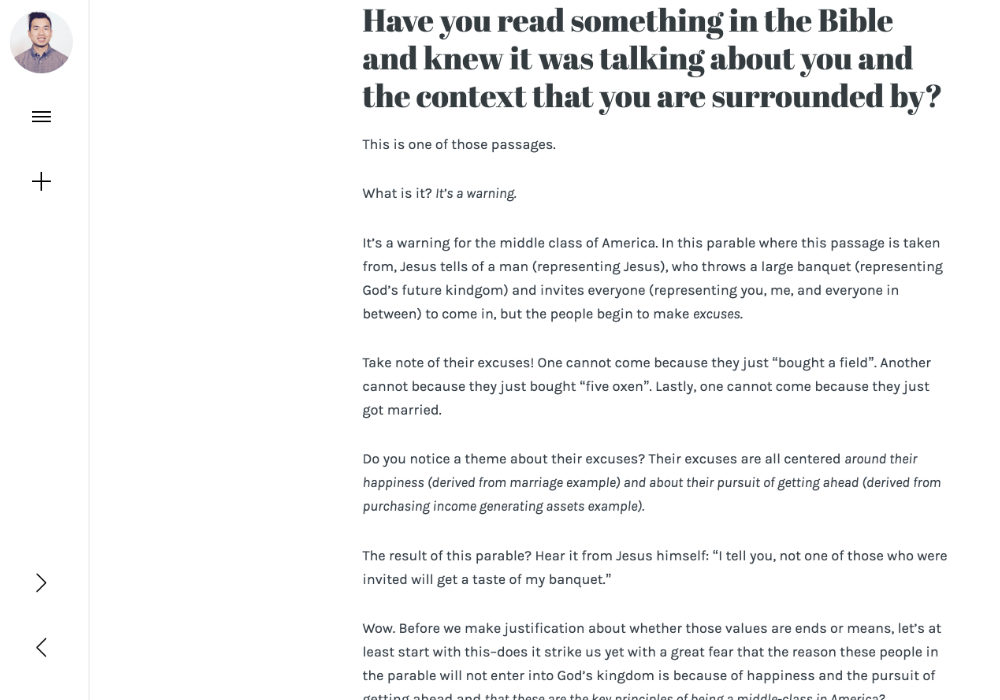 Have you read something in the Bible
and knew it was talking about you and
the context that you are surrounded by?
This is one of those passages.
What is it? It's a warning.
It's a warning for the middle class of America. In this parable where this passage is taken
from, Jesus tells of a man (representing Jesus), who throws a large banquet (representing
God's future kindgom) and invites everyone (representing you, me, and everyone in
between) to come in, but the people begin to make excuses.
Take note of their excuses! One cannot come because they just “bought a field”. Another
cannot because they just bought “five oxen”. Lastly, one cannot come because they just
got married.
Do you notice a theme about their excuses? Their excuses are all centered around their
happiness (derived from marriage example) and about their pursuit of getting ahead (derived from
purchasing income generating assets example).
The result of this parable? Hear it from Jesus himself: “I tell you, not one of those who were
invited will get a taste of my banquet.”
Wow. Before we make justification about whether those values are ends or means, let's at
least start with this–does it strike us yet with a great fear that the reason these people in
the parable will not enter into God's kingdom is because of happiness and the pursuit of
getting ahead and that these are the key principles of being a middle-class in America?